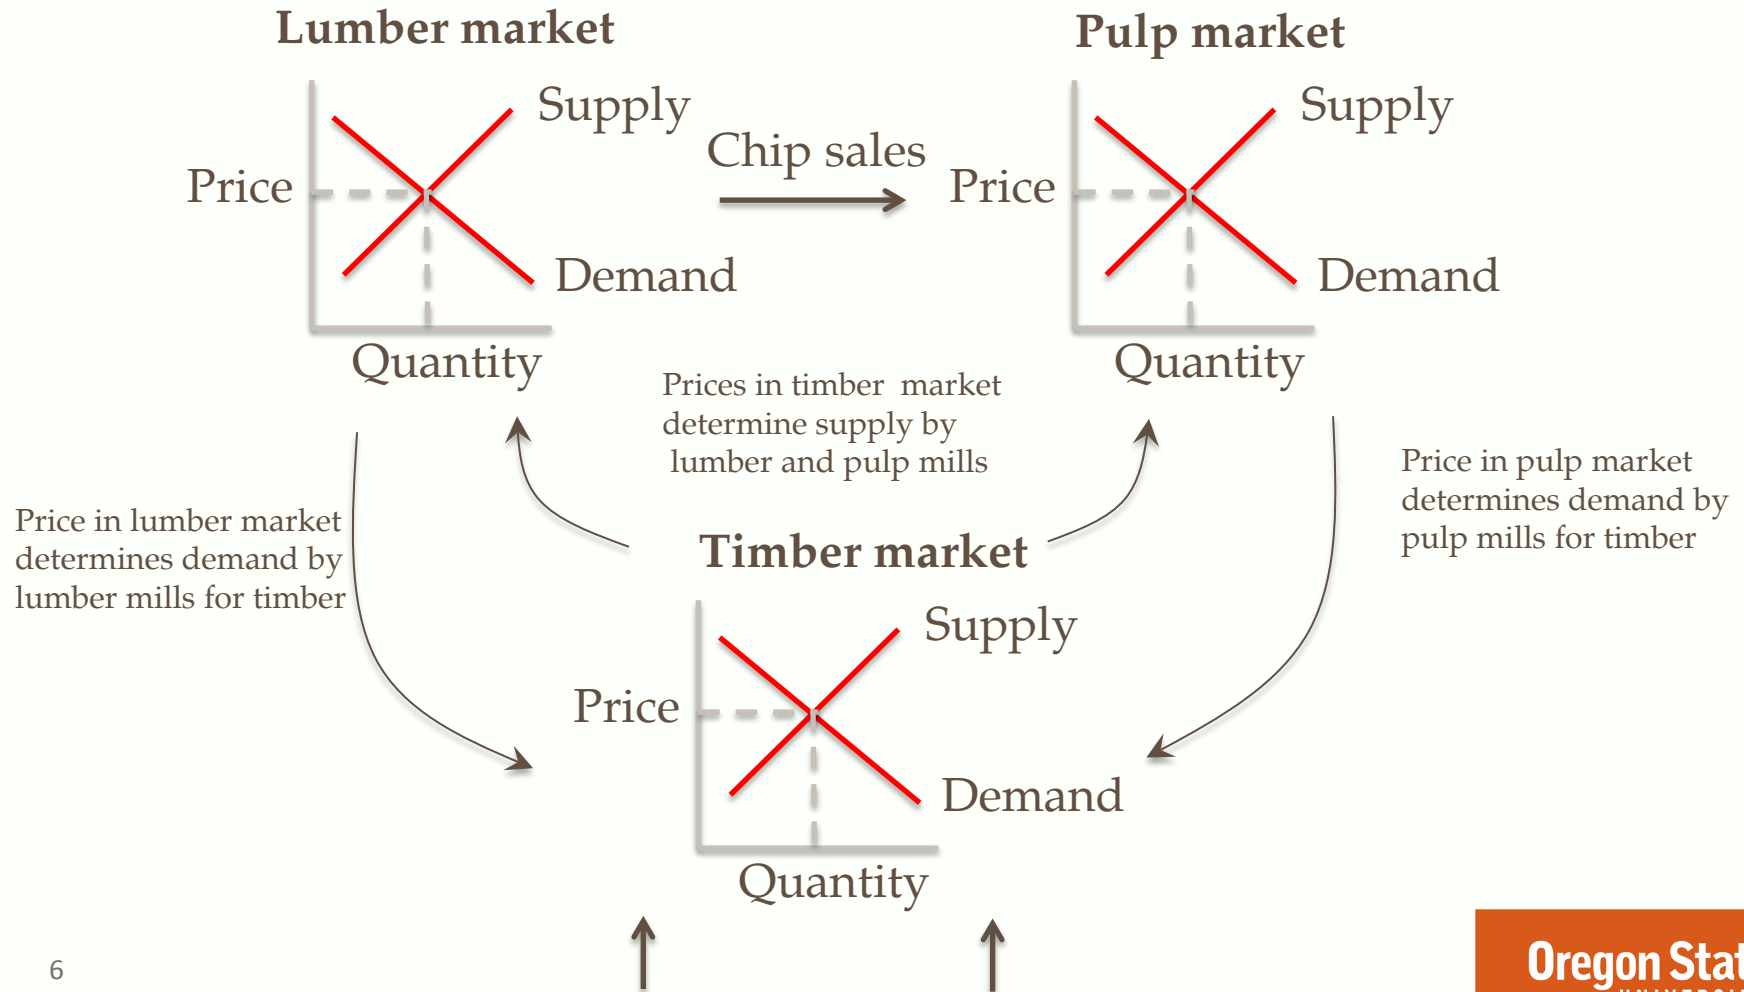 Lumber market
Supply
Price
Demand
Quantity
Chip sales
Pulp market
Supply
Price
Demand
Quantity
Prices in timber  market
determine supply by
lumber and pulp mills
Price in lumber market
determines demand by
lumber mills for timber
Price in pulp market
determines demand by
pulp mills for timber
Timber market
Supply
Price
Demand
Quantity
6
Oregon Stat